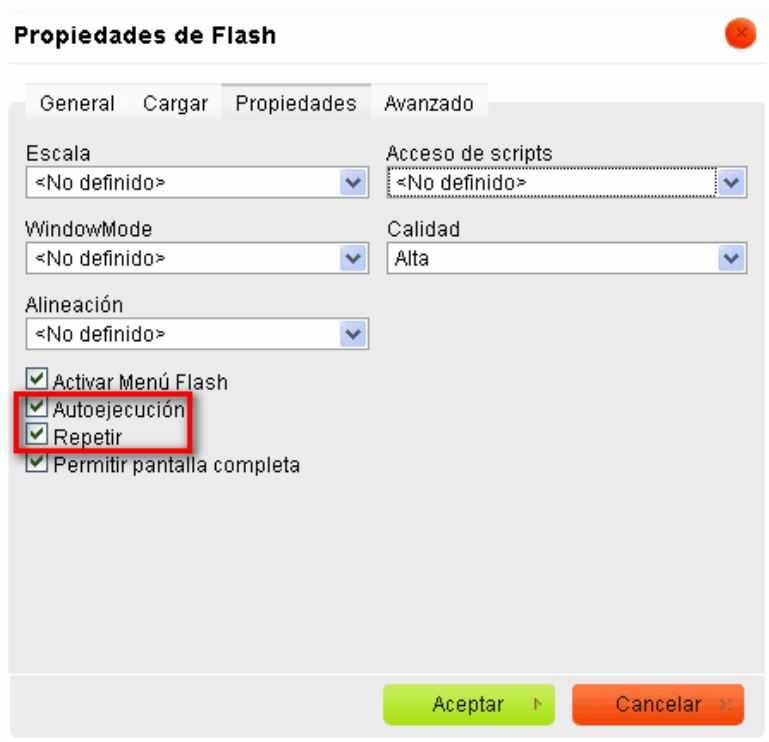 Propiedades de Flash
General Cargar Propiedades Avanzado
Escala Acceso de scripts
<No definido> <No definido>
WindowMode Calidad
<No definido> Alta
Alineación
<No definido>
Activar Menú Flash
Autoejecución
Repetir
Permitir pantalla completa
Aceptar Cancelar